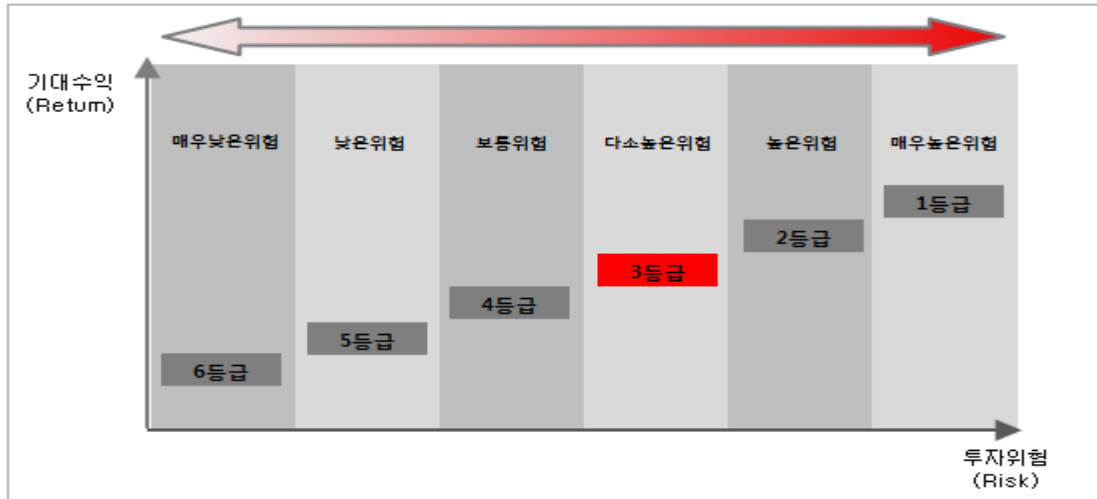 기대수익
(Retum)
매우낮은위험
낮은위험
보통위험
다소높은위험
높은위험
매우높은위험
1등급
2등급
3등급
4등급
5등급
6등급
투자위험
(Risk)